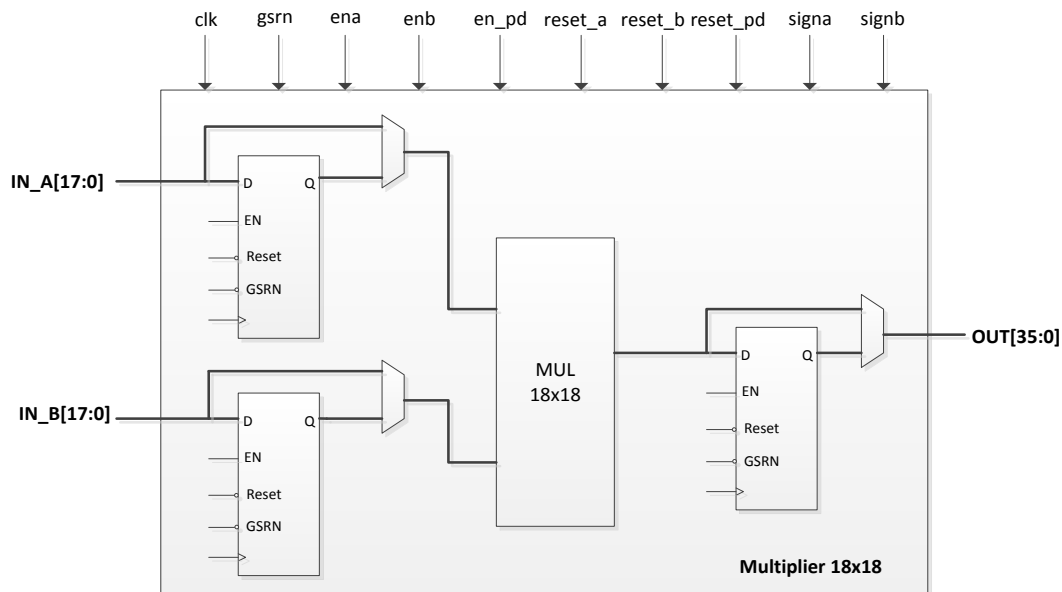 clk gsrn ena enb en_pd reset_a reset_b reset_pd signa signb
IN_A[17:0]
D Q
EN
Reset
GSRN
IN_B[17:0]
D Q
EN
Reset
GSRN
MUL
18x18
D Q
EN
Reset
GSRN
OUT[35:0]
Multiplier 18x18